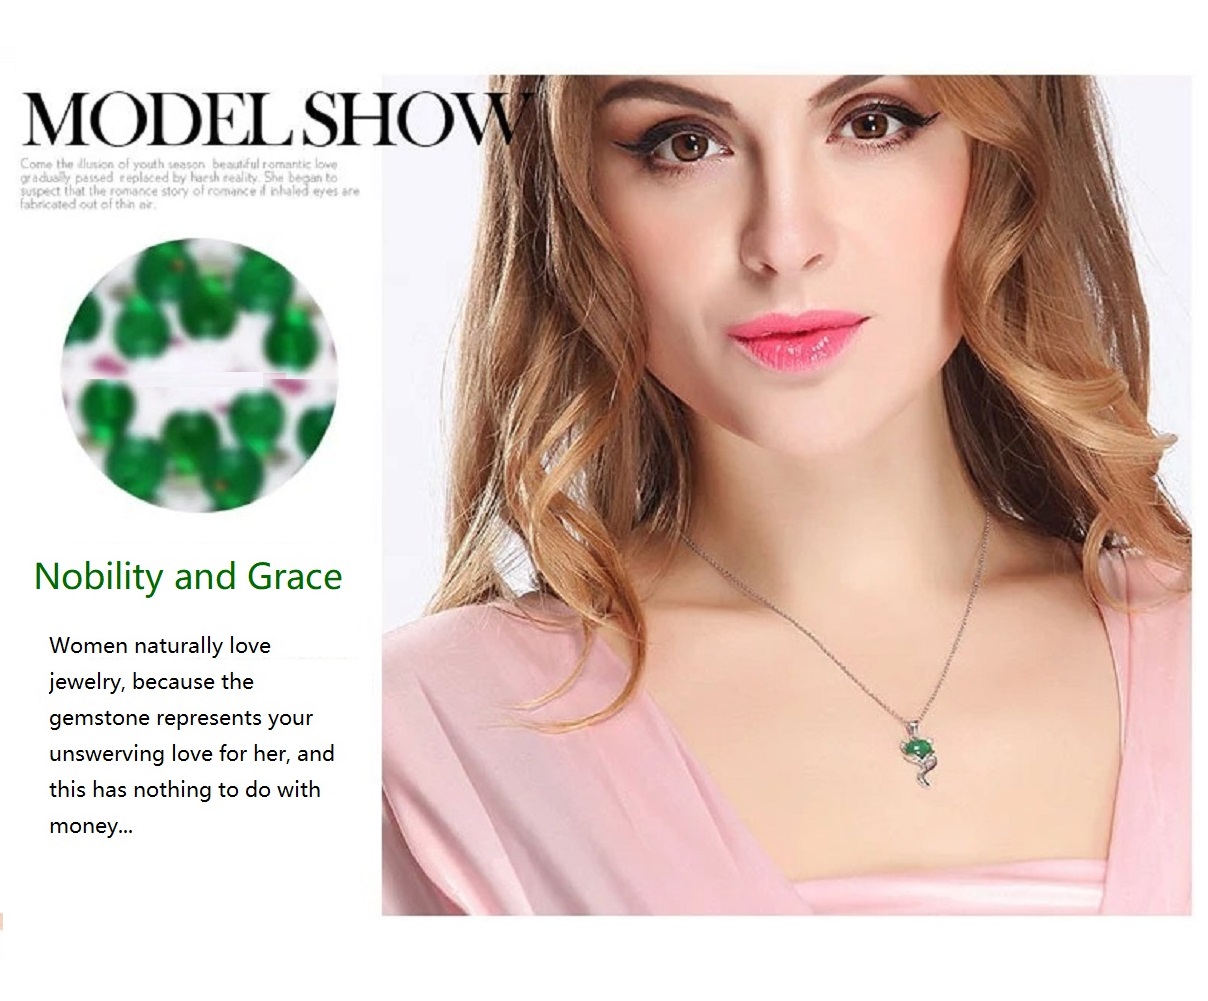 MODEL SHOW
Come the illusion of youth season beautiful romantic love
gradually passed replaced by harsh reality. She began to
suspect that the romance story of romance if inhaled eyes are
fabricated out of thin air.
Nobility and Grace
Women naturally love
jewelry, because the
gemstone represents your
unswerving love for her, and
this has nothing to do with
money...